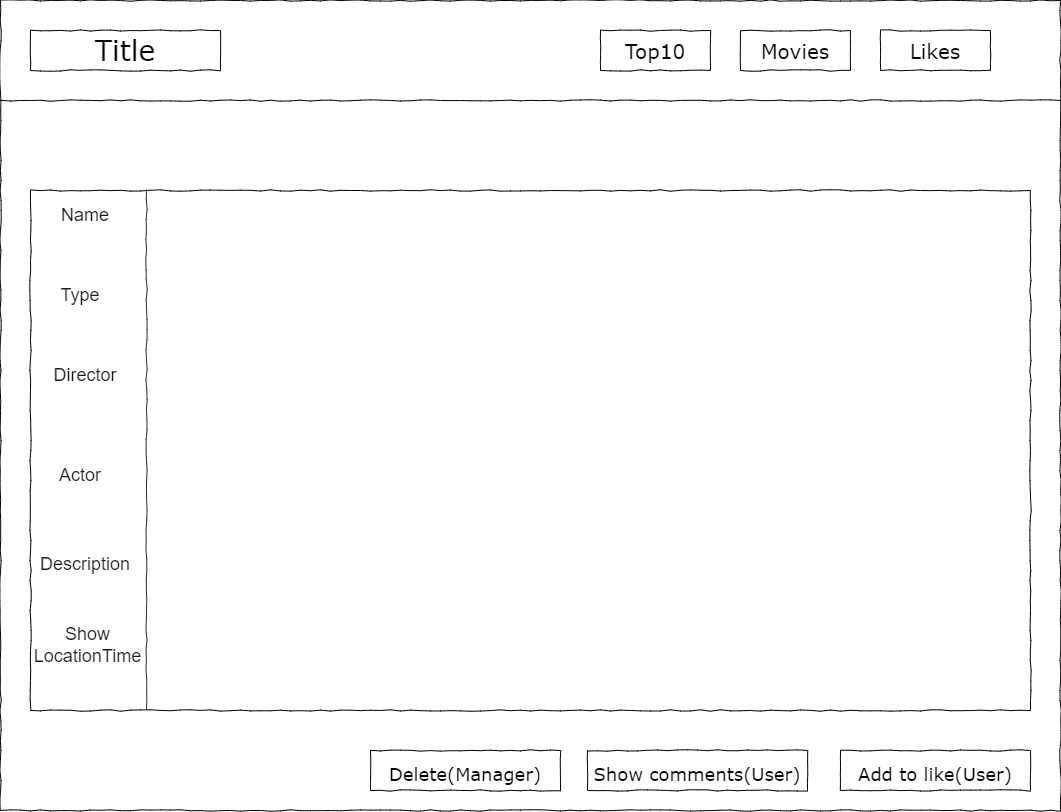 Title
Top10
Movies
Likes
Name
Type
Director
Actor
Description
Show
LocationTime
Delete(Manager)
Show comments(User)
Add to like(User)